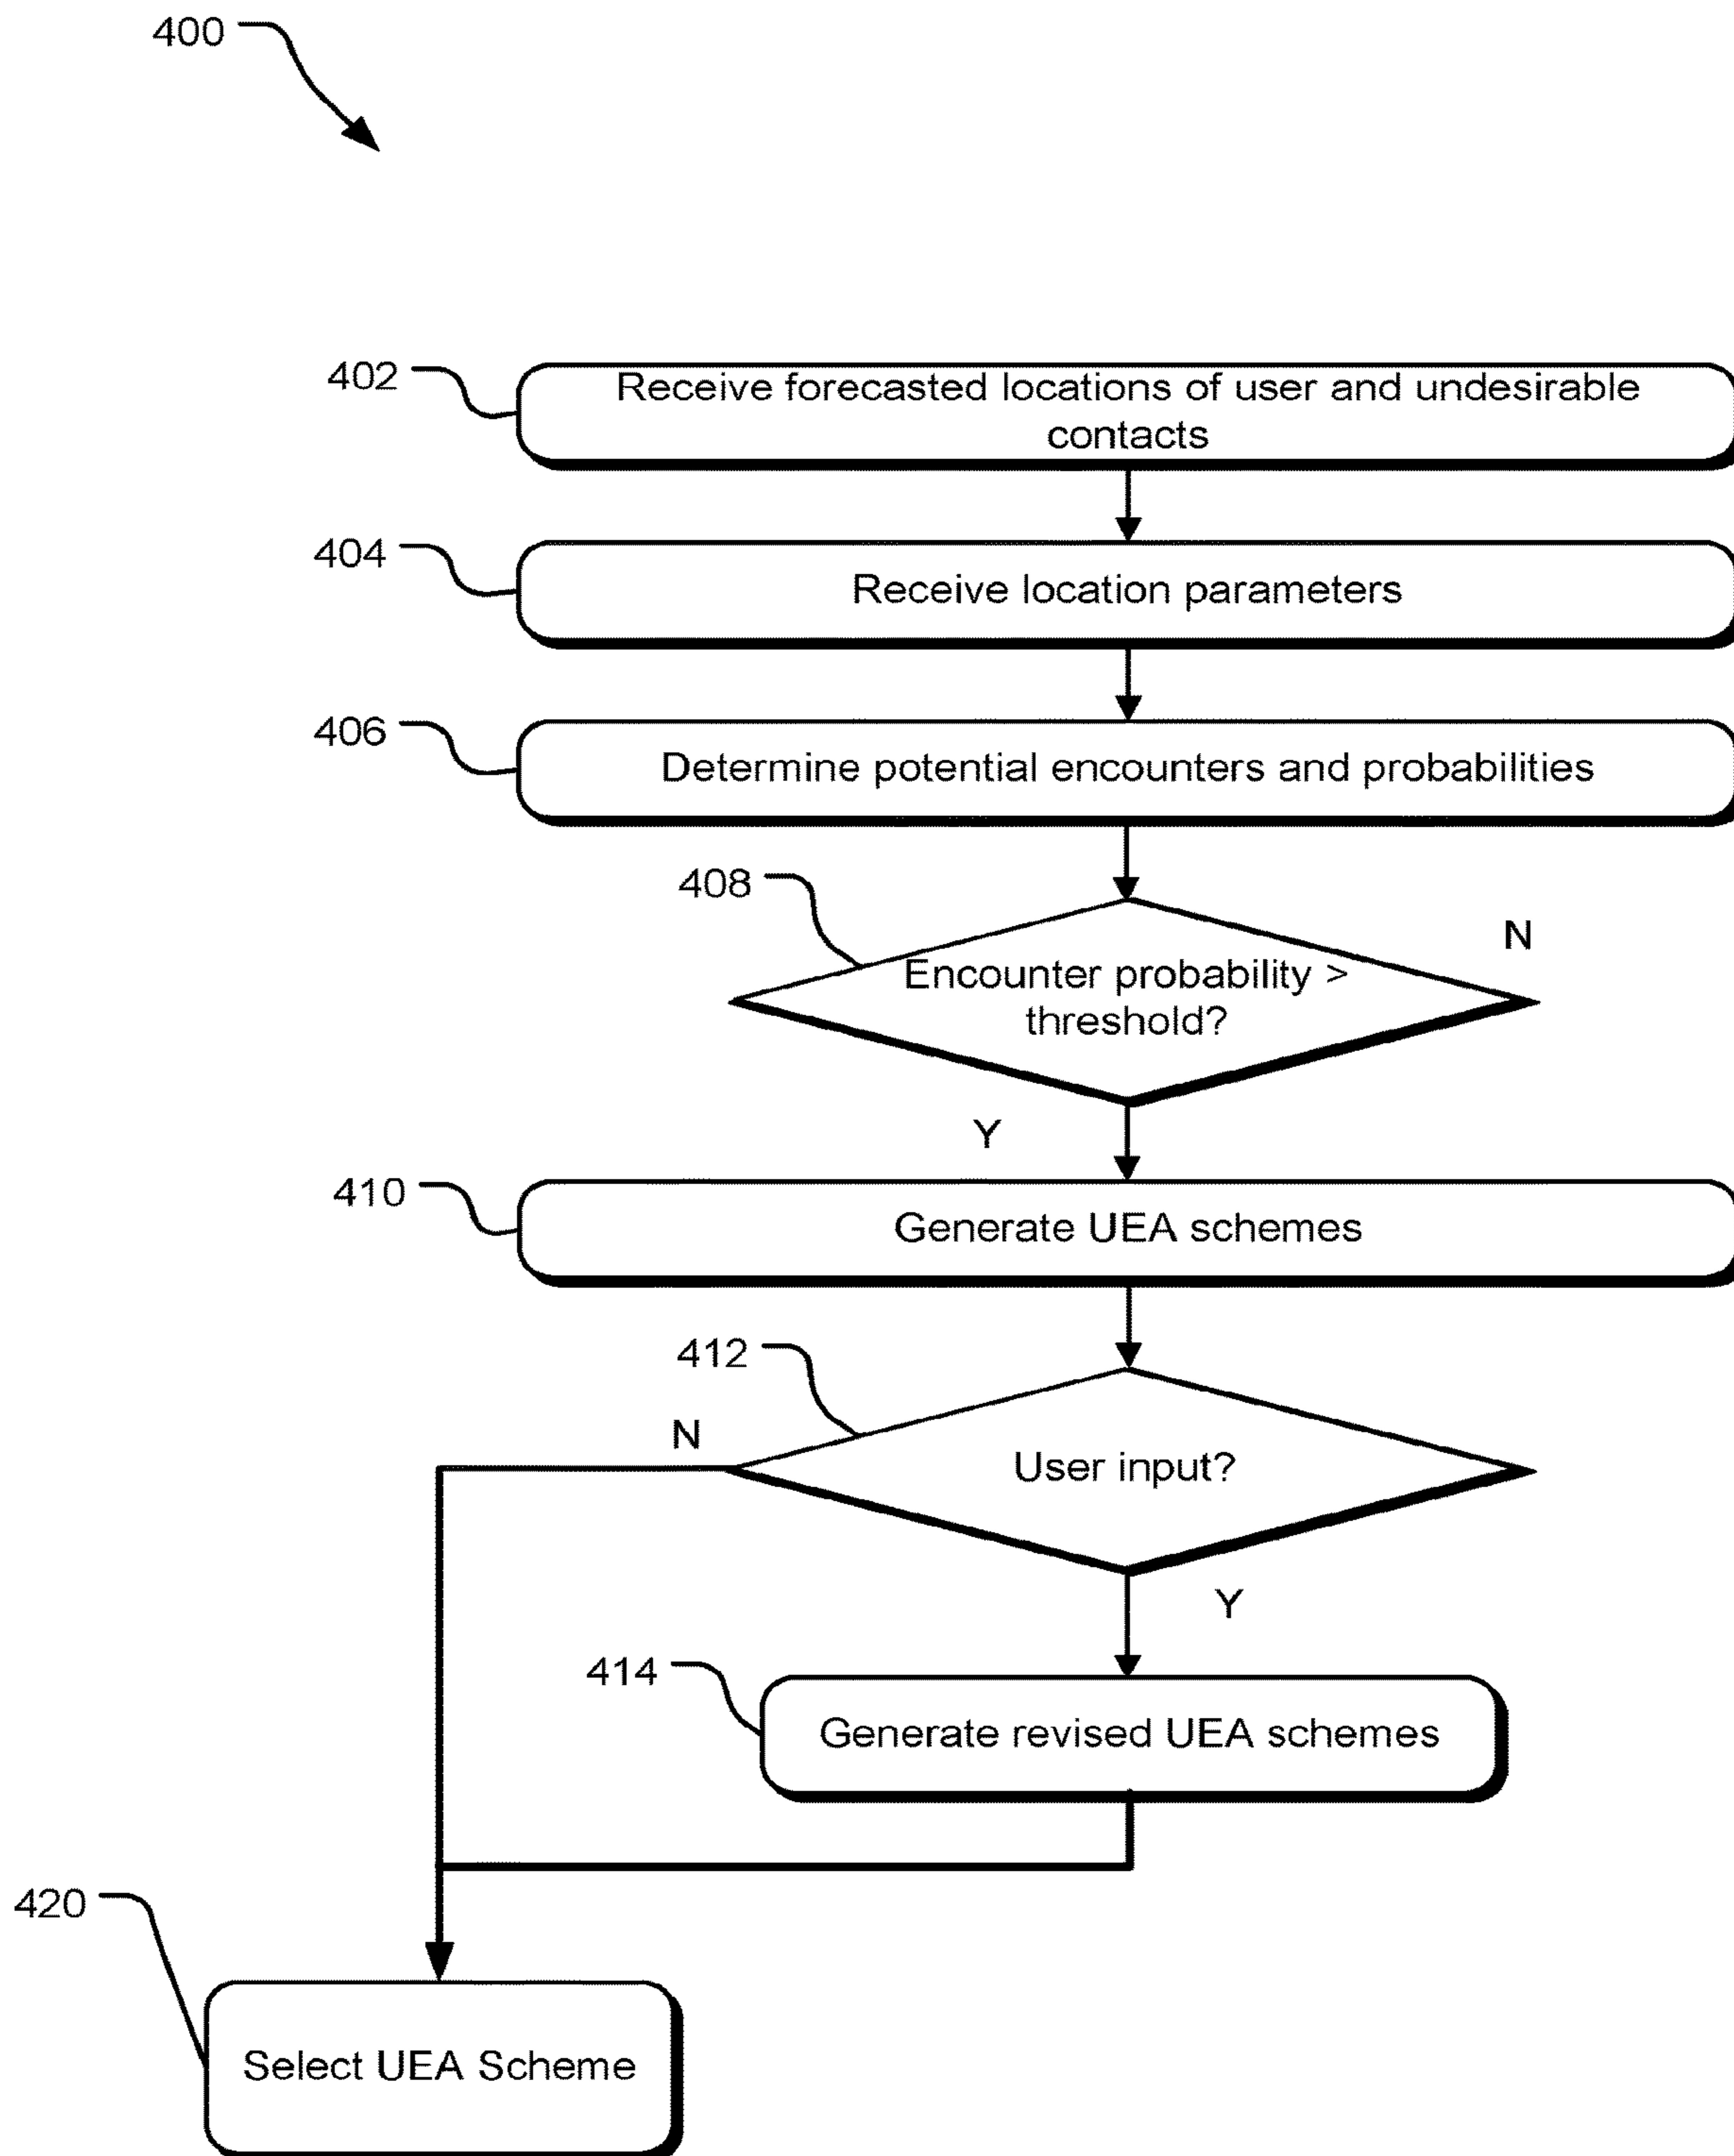 400
402
Receive forecasted locations of user and undesirable
contacts
404
Receive location parameters
406
Determine potential encounters and probabilities
408
N
Encounter probability >
threshold?
Y
410
Generate UEA schemes
412
N
User input?
Y
414
Generate revised UEA schemes
420
Select UEA Scheme